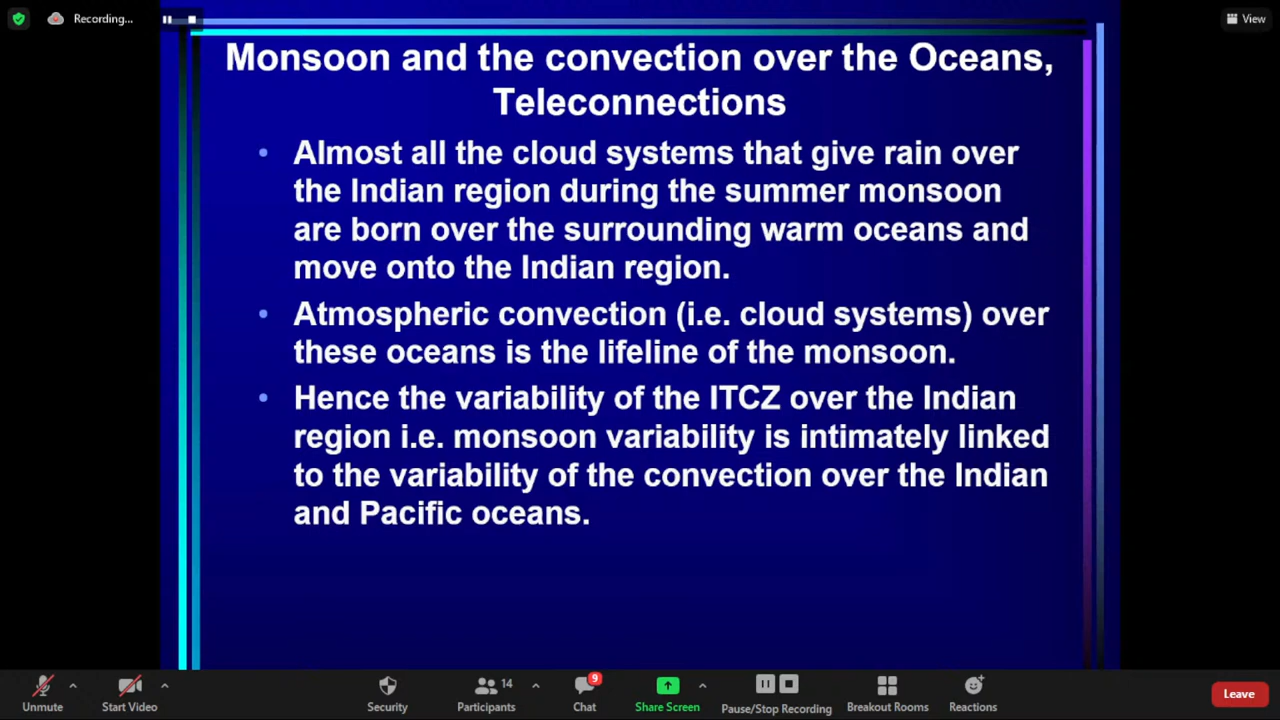 Recording...
View
Monsoon and the convection over the Oceans,
Teleconnections
• Almost all the cloud systems that give rain over
the Indian region during the summer monsoon
are born over the surrounding warm oceans and
move onto the Indian region.
• Atmospheric convection (i.e. cloud systems) over
these oceans is the lifeline of the monsoon.
• Hence the variability of the ITCZ over the Indian
region i.e. monsoon variability is intimately linked
to the variability of the convection over the Indian
and Pacific oceans.
14
9
Unmute
Start Video
Security
Participants
Chat
Share Screen
Pause/Stop Recording
Breakout Rooms
Reactions
Leave